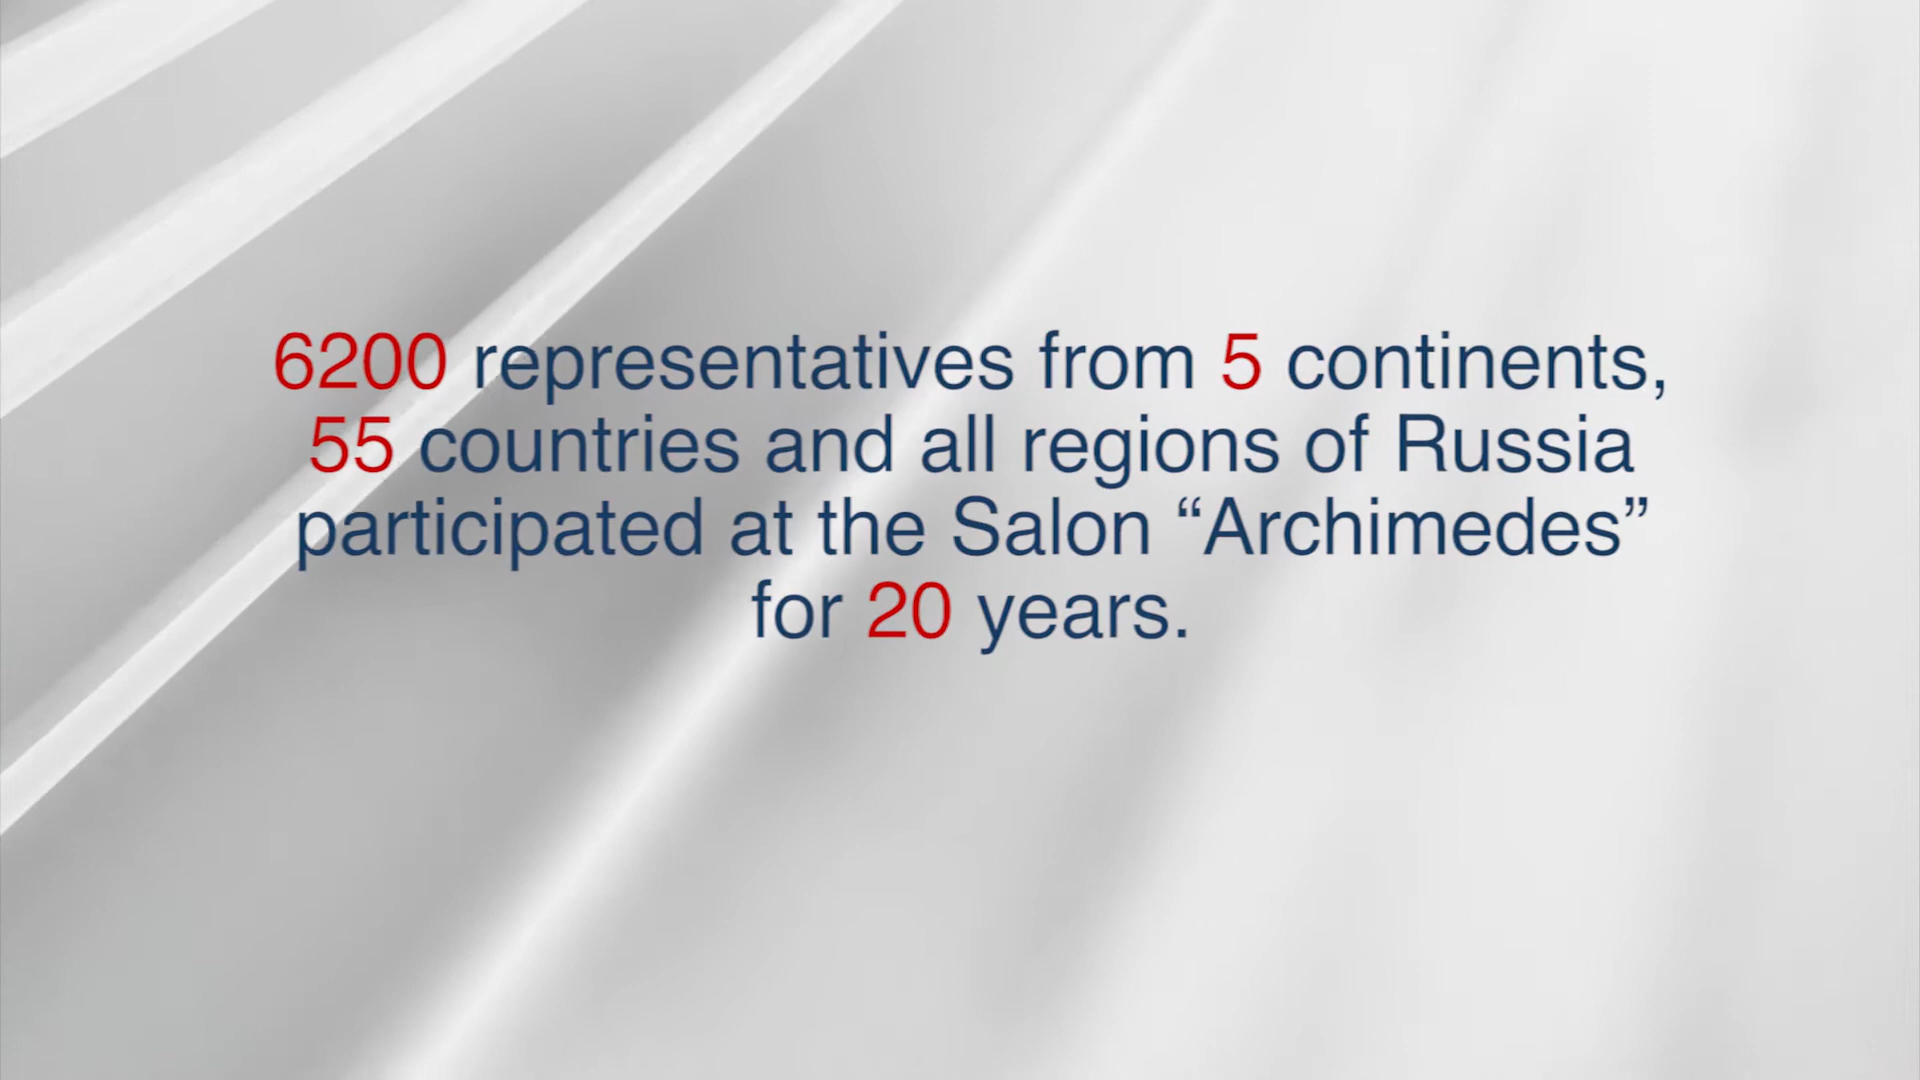 6200 representatives from 5 continents,
55 countries and all regions of Russia
participated at the Salon “Archimedes”
for 20 years.